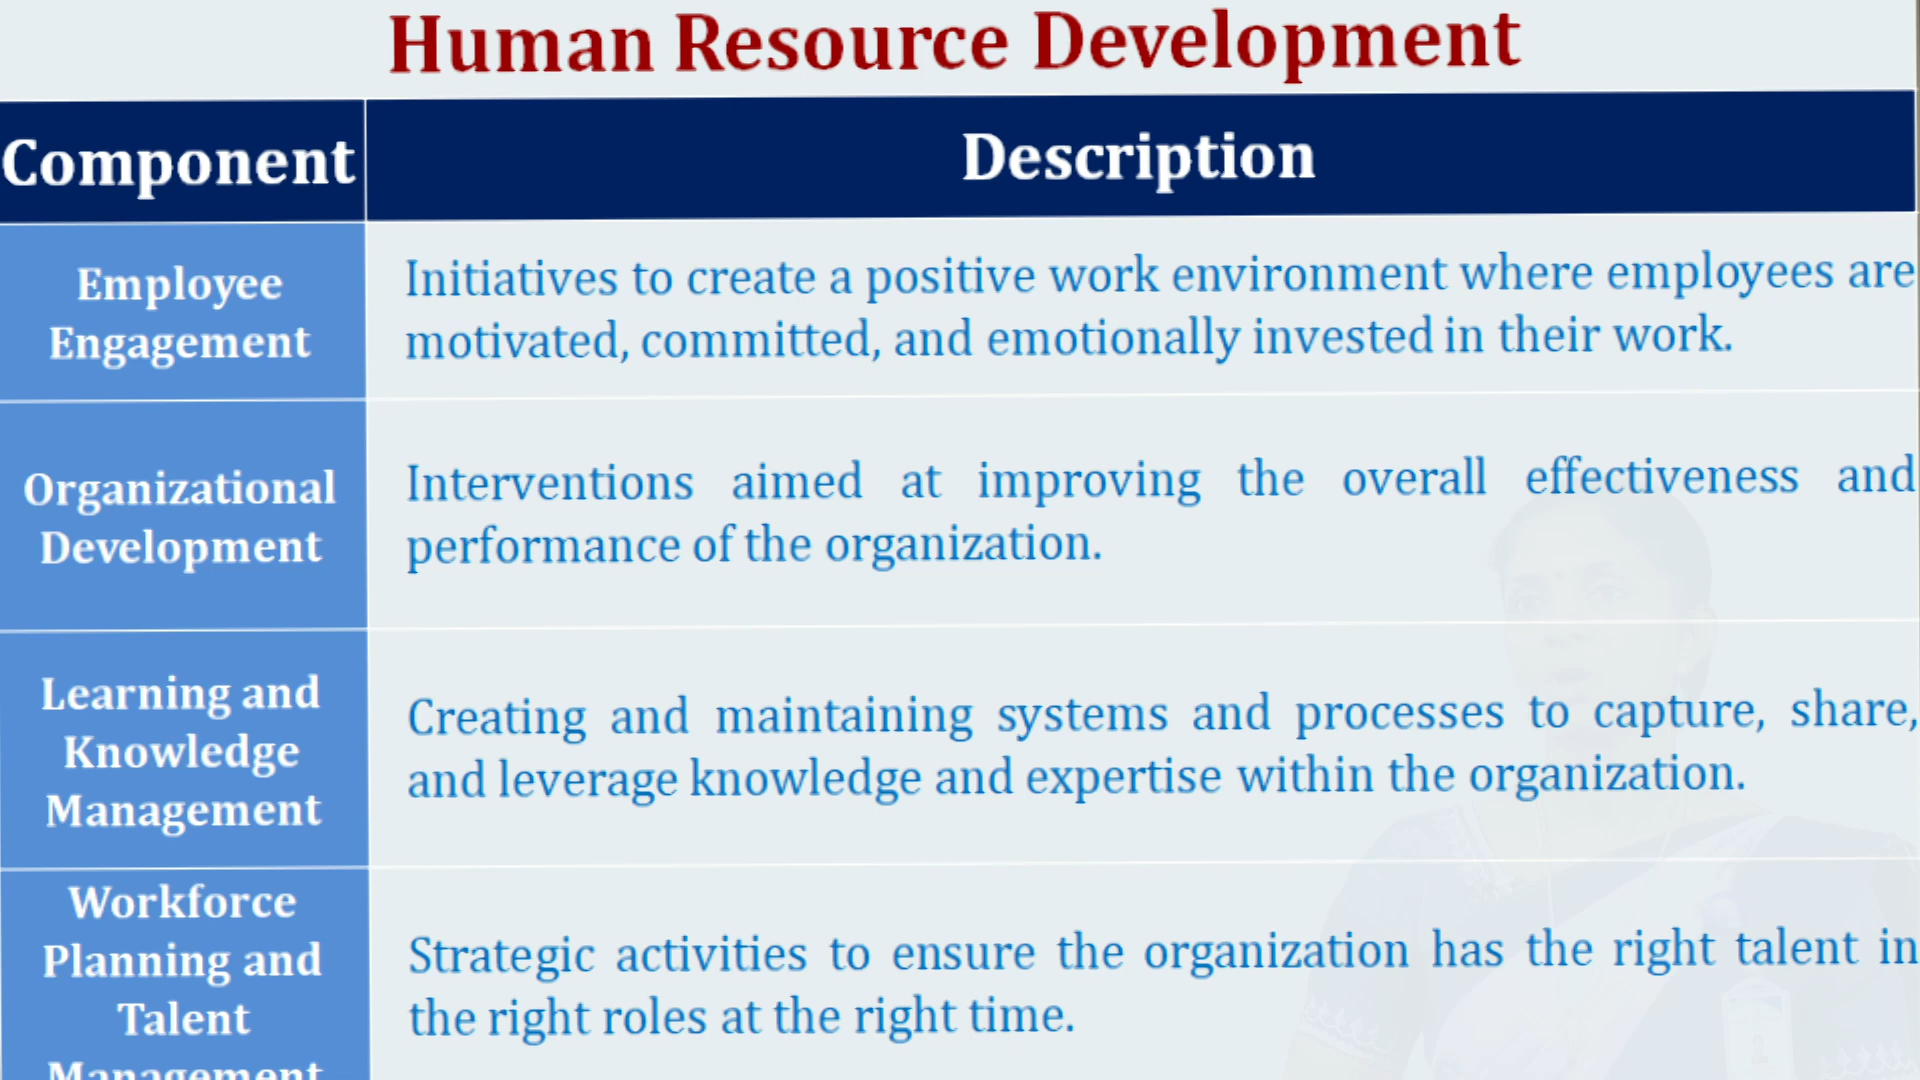 Human Resource Development
Component
Description
Employee
Engagement
Initiatives to create a positive work environment where employees are
motivated, committed, and emotionally invested in their work.
Organizational
Development
Interventions aimed at improving the overall effectiveness and
performance of the organization.
Learning and
Knowledge
Management
Creating and maintaining systems and processes to capture, share,
and leverage knowledge and expertise within the organization.
Workforce
Planning and
Talent
Management
Strategic activities to ensure the organization has the right talent in
the right roles at the right time.